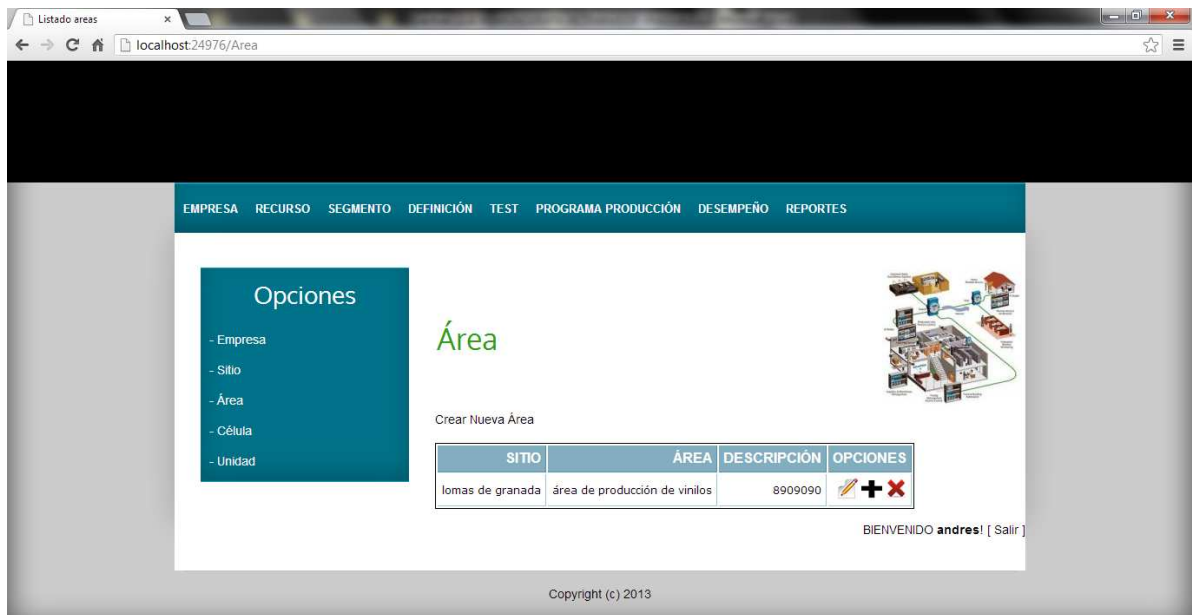 Listado areas
localhost:24976/Area
EMPRESA RECURSO SEGMENTO DEFINICIÓN TEST PROGRAMA PRODUCCIÓN DESEMPEÑO REPORTES
Opciones
- Empresa
- Sitio
- Área
- Célula
- Unidad
Área
Crear Nueva Área
SITIO ÁREA DESCRIPCIÓN OPCIONES
lomas de granada área de producción de vinilos 8909090
BIENVENIDO andres! [ Salir ]
Copyright (c) 2013